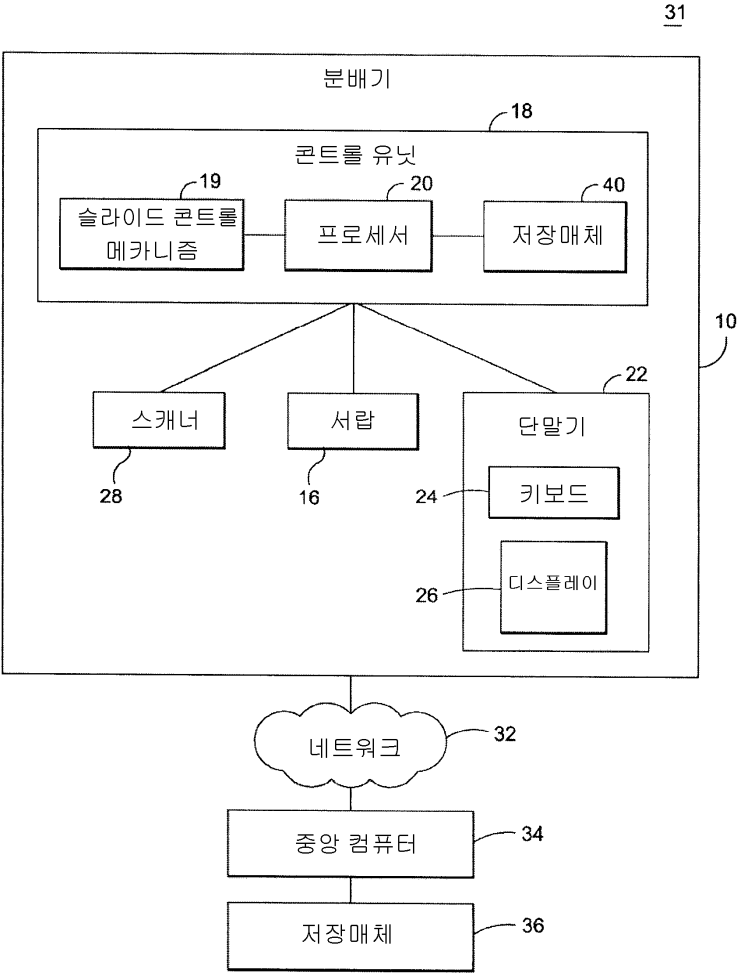 31
분배기
18
콘트롤 유닛
19
20
40
슬라이드 콘트롤
메카니즘
프로세서
저장매체
10
22
스캐너
서랍
단말기
28
16
24
키보드
26
디스플레이
32
네트워크
34
중앙 컴퓨터
36
저장매체